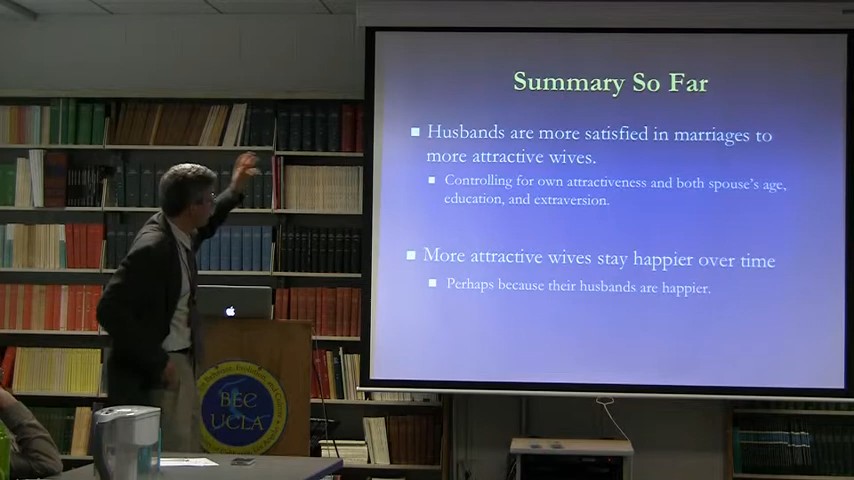 Summary So Far
Husbands are more satisfied in marriages to
more attractive wives.
Controlling for own attractiveness and both spouse's age,
education, and extraversion.
More attractive wives stay happier over time
Perhaps because their husbands are happier.
BEC
UCLA